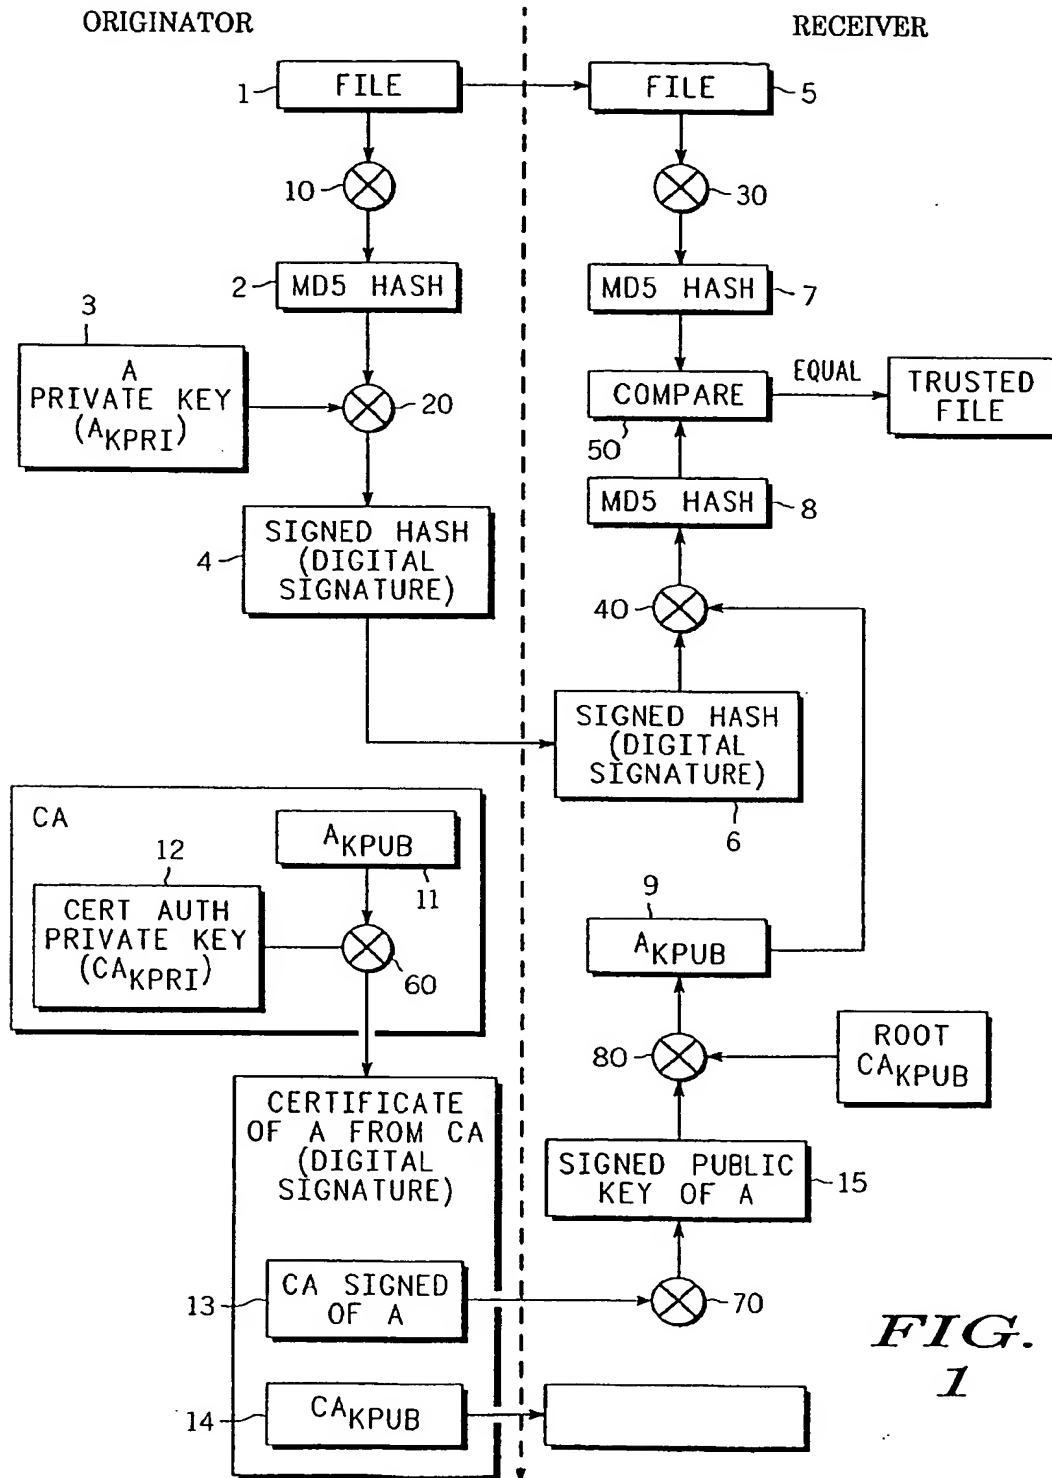 ORIGINATOR
RECEIVER
1
FILE
FILE
5
10
30
2
MD5 HASH
MD5 HASH
7
3
A
PRIVATE KEY
(AKPRI)
20
COMPARE
50
EQUAL
TRUSTED
FILE
MD5 HASH
8
4
SIGNED HASH
(DIGITAL
SIGNATURE)
40
SIGNED HASH
(DIGITAL
SIGNATURE)
6
CA
AKPUB
11
12
CERT AUTH
PRIVATE KEY
(CAKPRI)
60
9
AKPUB
80
ROOT
CAKPUB
CERTIFICATE
OF A FROM CA
(DIGITAL
SIGNATURE)
SIGNED PUBLIC
KEY OF A
15
13
CA SIGNED
OF A
70
14
CAKPUB
FIG.
1